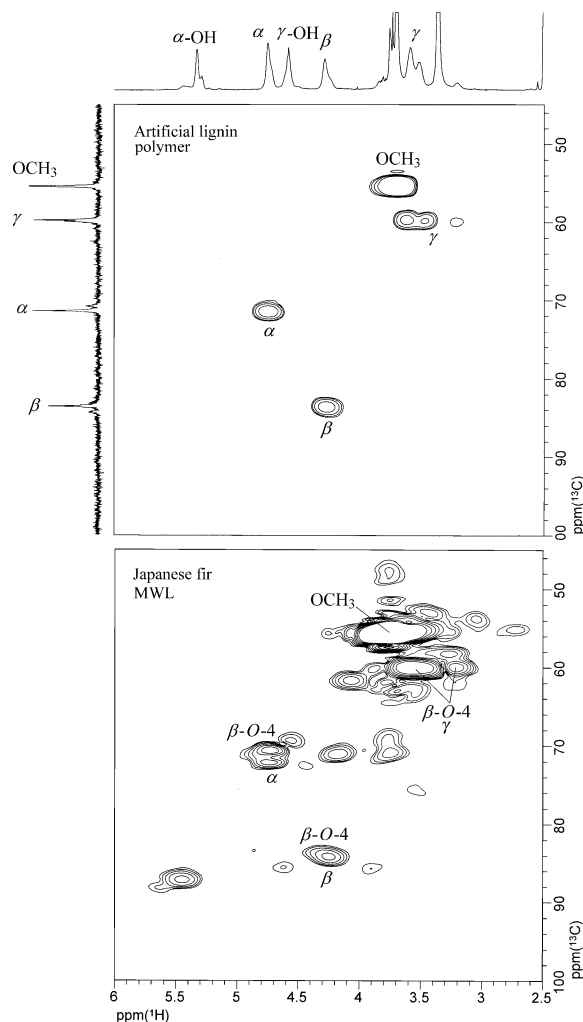 α-OH α γ-OH β γ
Artificial lignin
polymer
OCH3
γ
α
β
OCH3
γ
α
β
50
60
70
80
90
00
ppm(13C)
Japanese fir
MWL
OCH3
β-O-4
γ
β-O-4
α
β-O-4
β
50
60
70
80
90
100
ppm(13C)
6 5.5 5 4.5 4 3.5 3 2.5
ppm(1H)